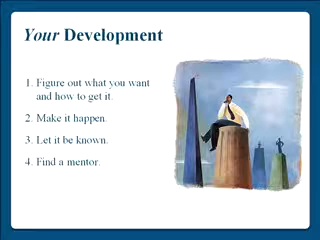 Your Development
1. Figure out what you want
and how to get it.
2. Make it happen.
3. Let it be known.
4. Find a mentor.